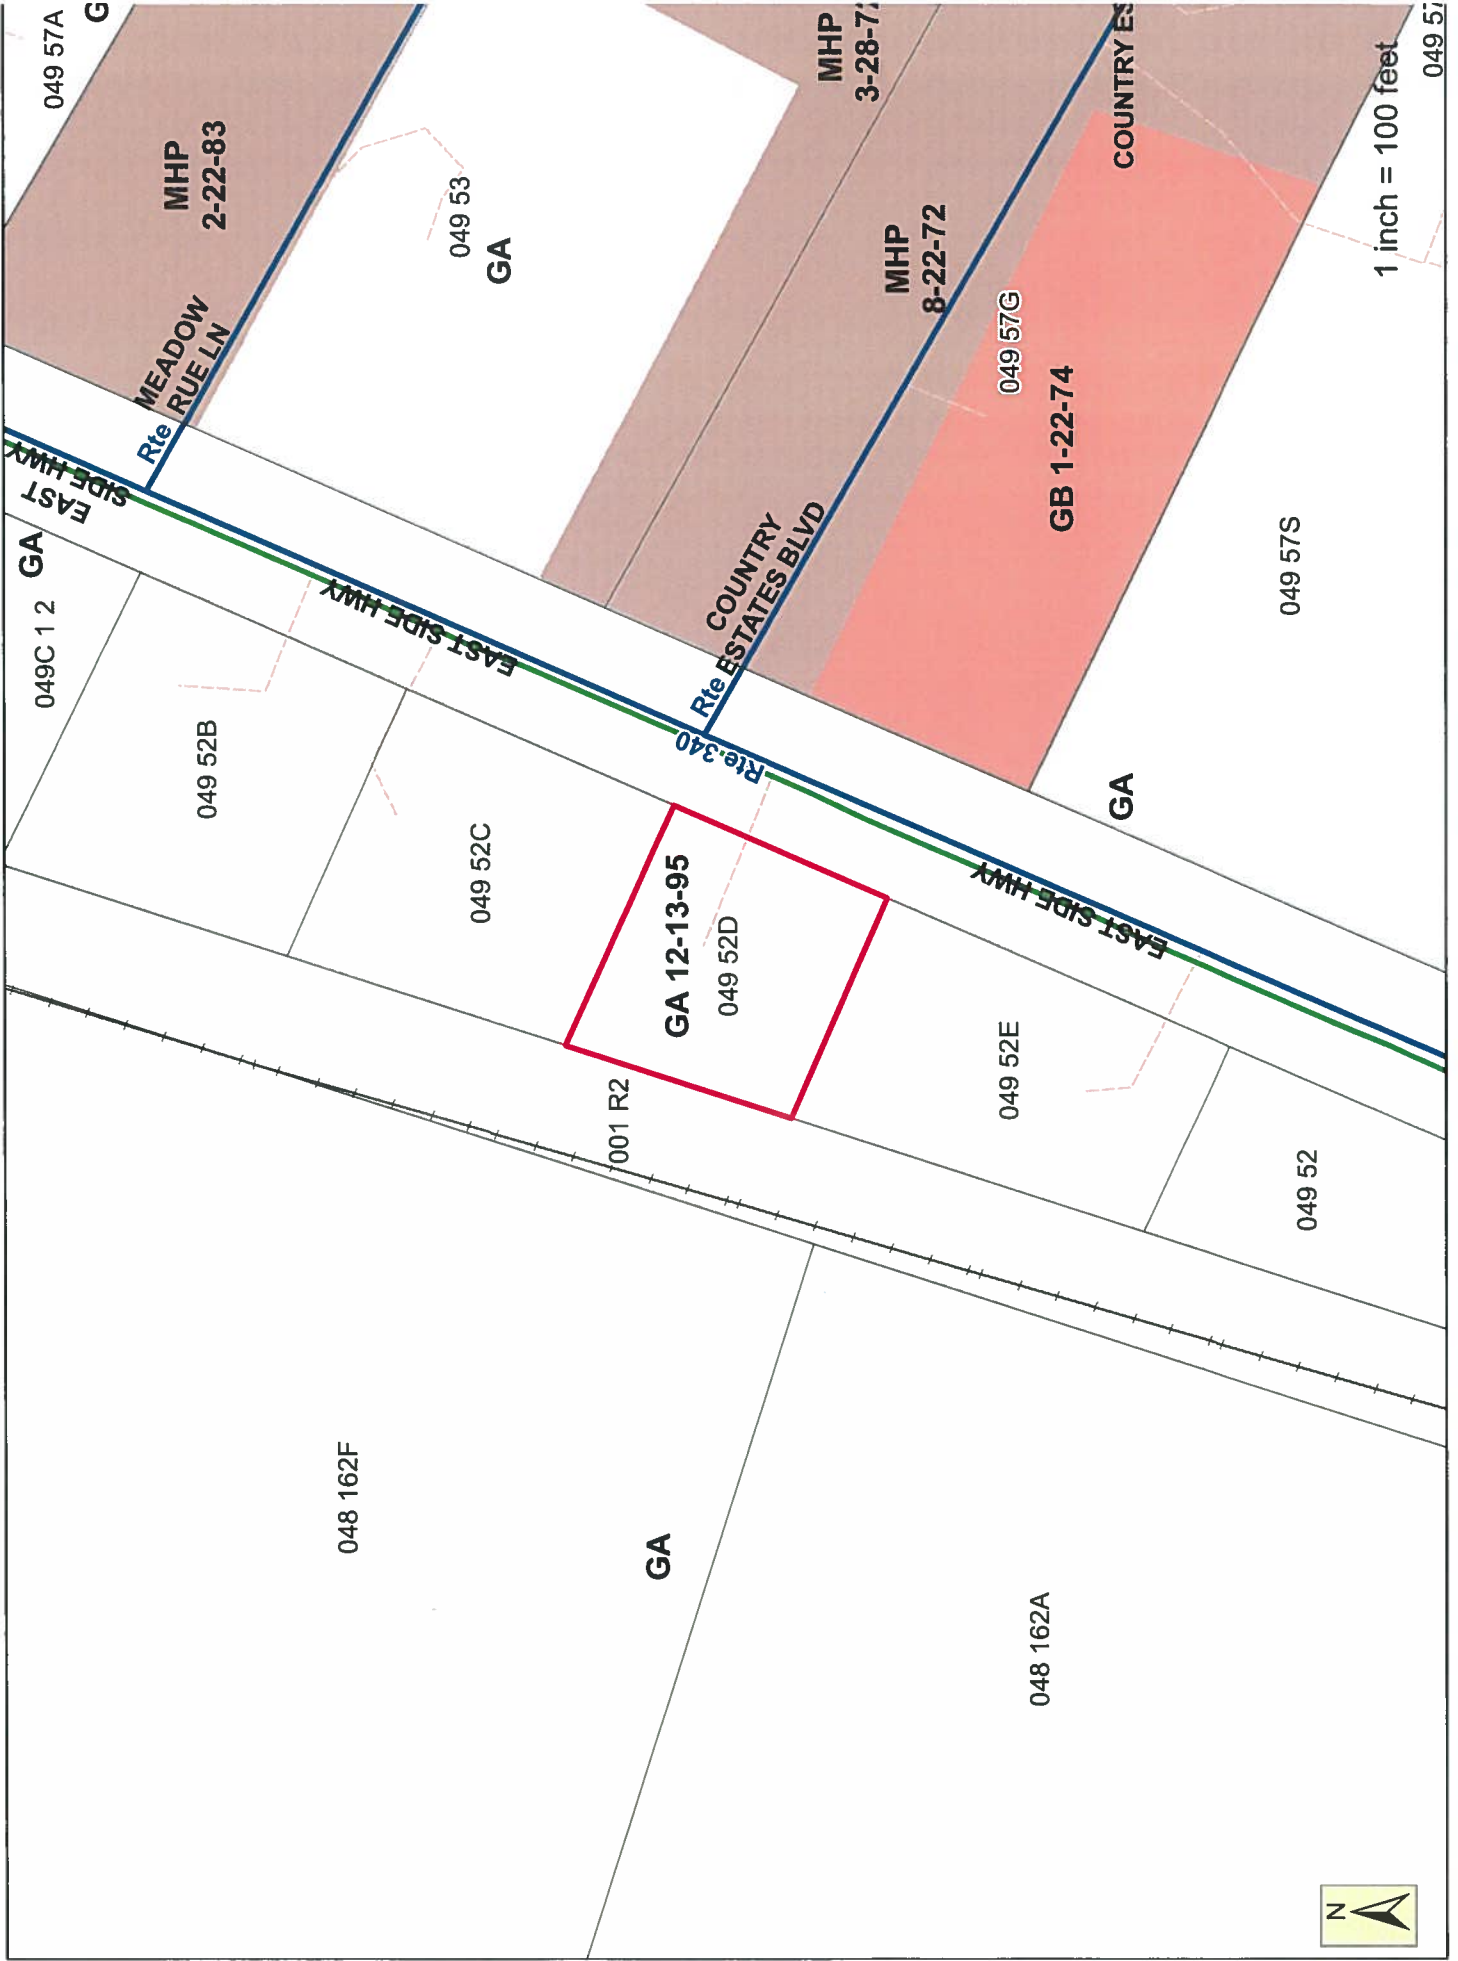 049 57A
G
MHP
2-22-83
MEADOW
RUE LN
Rte
EAST
SIDE HWY
GA
049C 1 2
049 53
GA
MHP
3-28-7
EAST SIDE HWY
049 52B
049 52C
COUNTRY ES
MHP
8-22-72
049 57G
GB 1-22-74
COUNTRY
ESTATES BLVD
Rte
Rte.340
1 inch = 100 feet
049 57
049 57S
GA
GA 12-13-95
049 52D
EAST SIDE HWY
049 52E
001 R2
049 52
048 162F
GA
048 162A
N